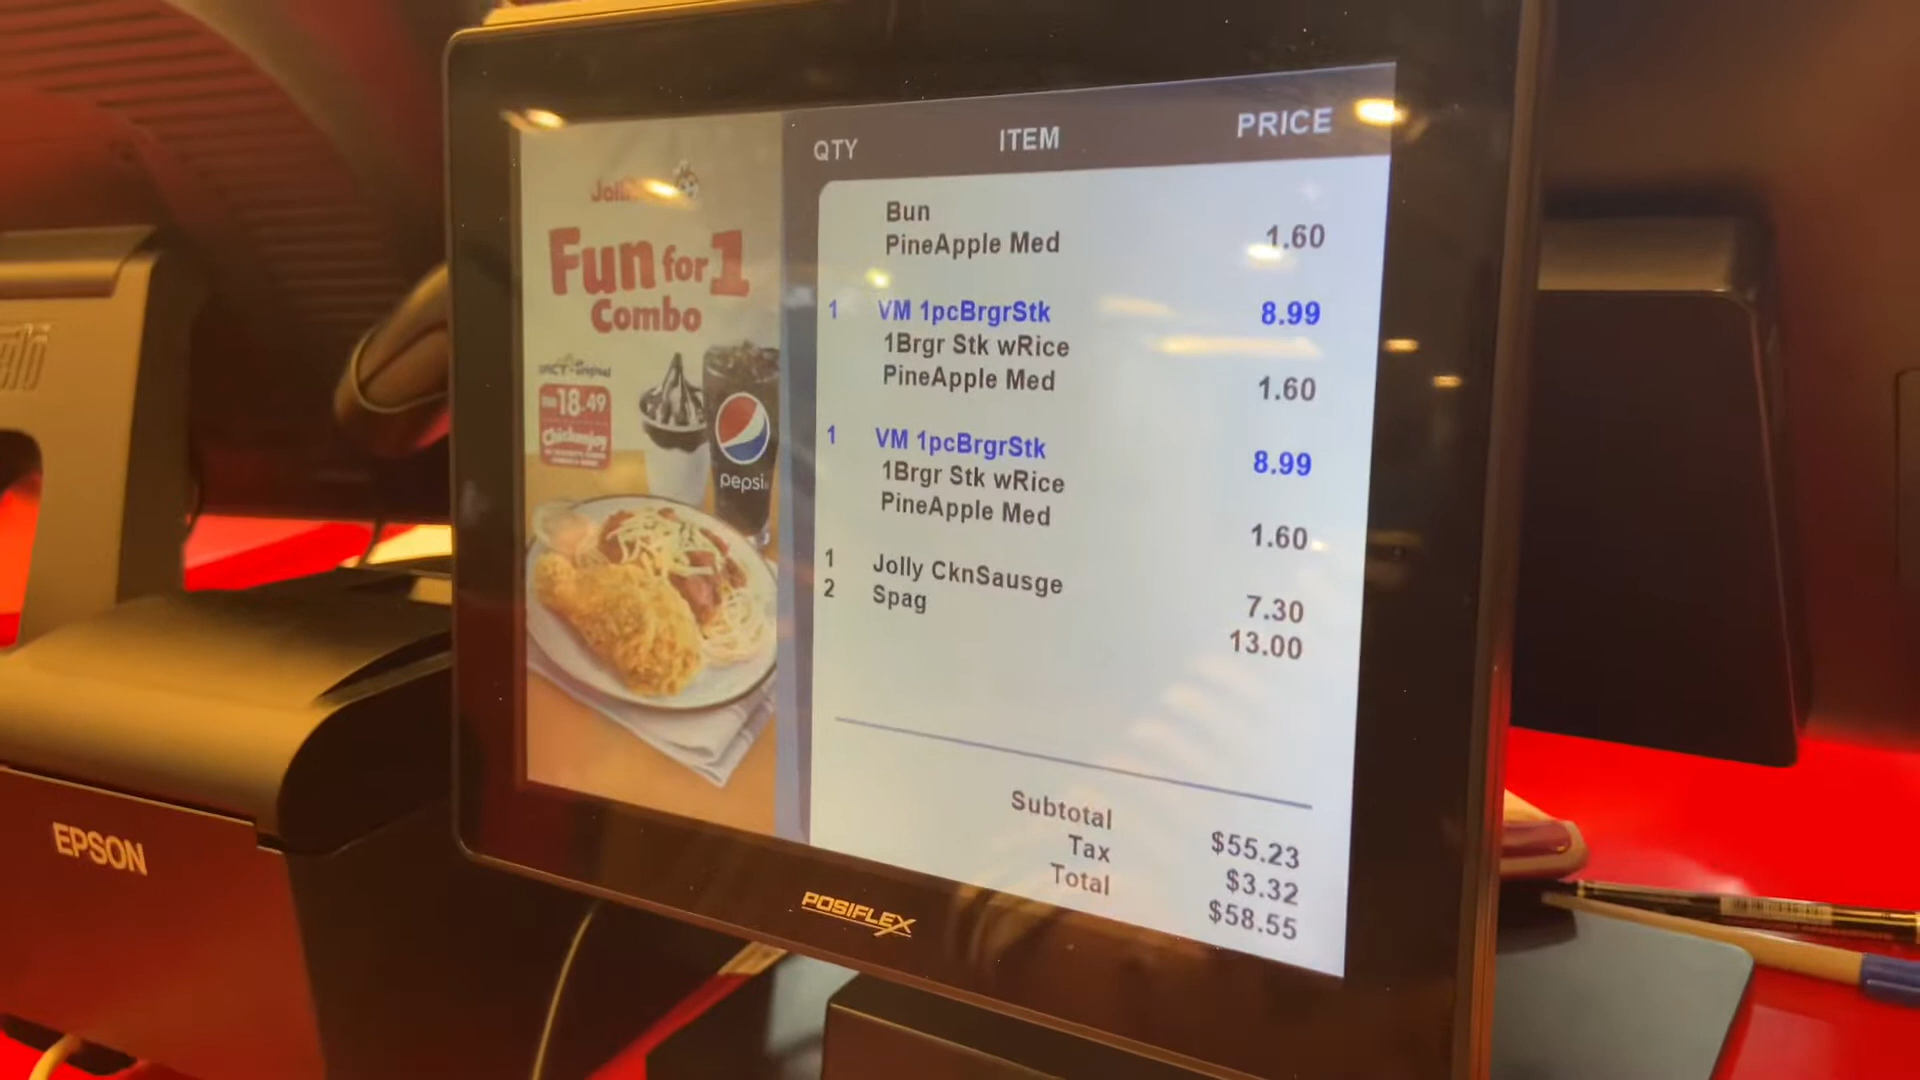 QTY ITEM PRICE
Bun
PineApple Med 1.60
1 VM 1pcBrgrStk 8.99
1Brgr Stk wRice
PineApple Med 1.60
1 VM 1pcBrgrStk 8.99
1Brgr Stk wRice
PineApple Med 1.60
1 Jolly CknSausge 7.30
2 Spag 13.00
Subtotal $55.23
Tax $3.32
Total $58.55
Fun for 1
Combo
18.49
Chickenjoy
pepsi
POSIFLEX
EPSON